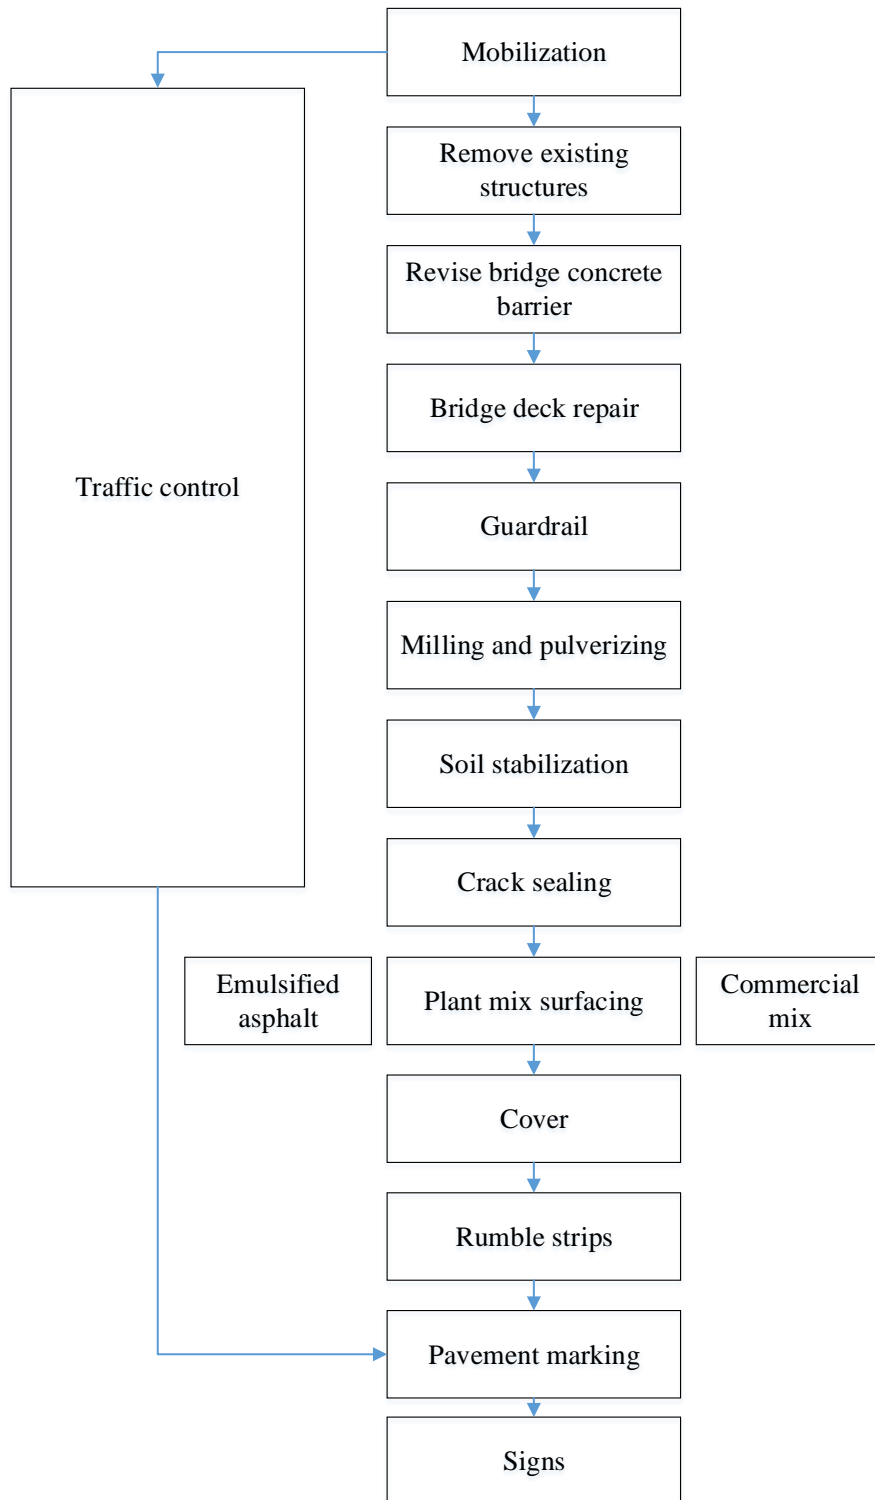 Mobilization
Remove existing
structures
Revise bridge concrete
barrier
Bridge deck repair
Traffic control
Guardrail
Milling and pulverizing
Soil stabilization
Crack sealing
Emulsified
asphalt
Plant mix surfacing
Commercial
mix
Cover
Rumble strips
Pavement marking
Signs